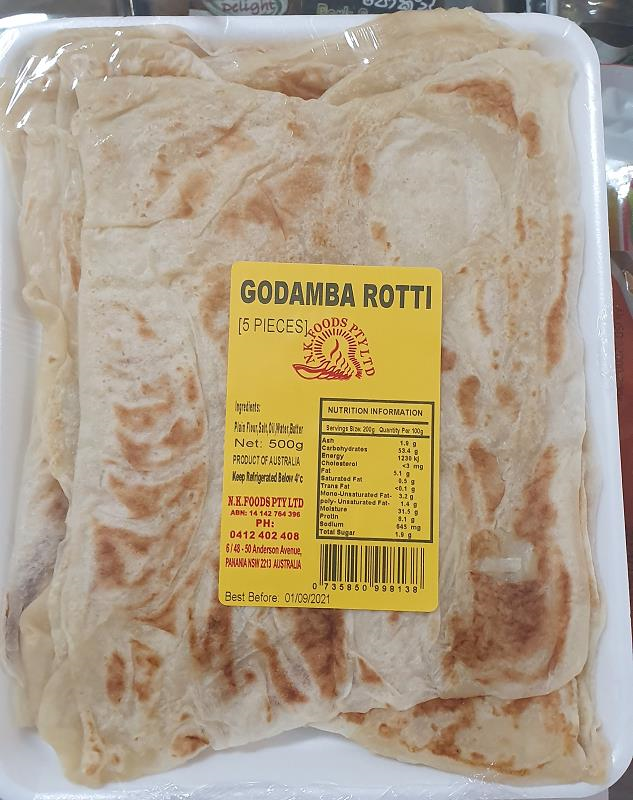 Delight
GODAMBA ROTTI
[5 PIECES]
N.K.FOODS PTY LTD
Ingredients:
Plain Flour,Salt,Oil,Water,Butter
Net: 500g
PRODUCT OF AUSTRALIA
Keep Refrigerated Below 4°c
N.K.FOODS PTY LTD
ABN: 14 142 764 396
PH:
0412 402 408
6/48-50 Anderson Avenue,
PANANIA NSW 2213 AUSTRALIA
NUTRITION INFORMATION
Servings Size: 200g Quantity Per 100g
Ash 1.9 g
Carbohydrates 53.4 g
Energy 1230 kj
Cholesterol <3 mg
Fat 5.1 g
Saturated Fat 0.5 g
Trans Fat <0.1 g
Mono-Unsaturated Fat- 3.2 g
poly- Unsaturated Fat- 1.4 g
Moisture 31.5 g
Protin 8.1 g
Sodium 645 mg
Total Sugar 1.9 g
0 735850 998138
Best Before: 01/09/2021